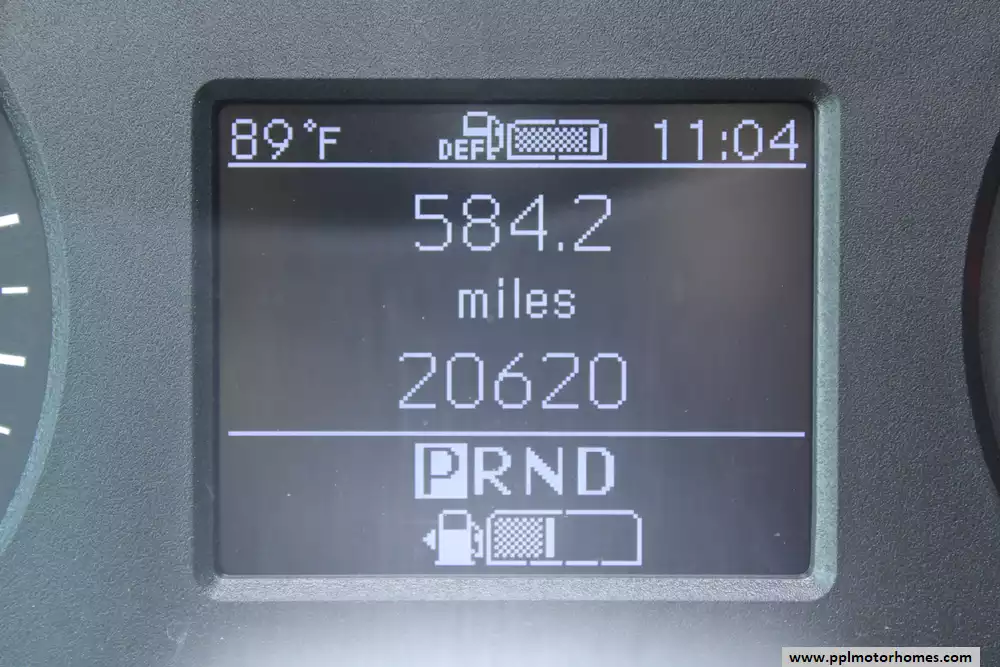 89°F DEF 11:04
584.2
miles
20620
PRND
www.pplmotorhomes.com